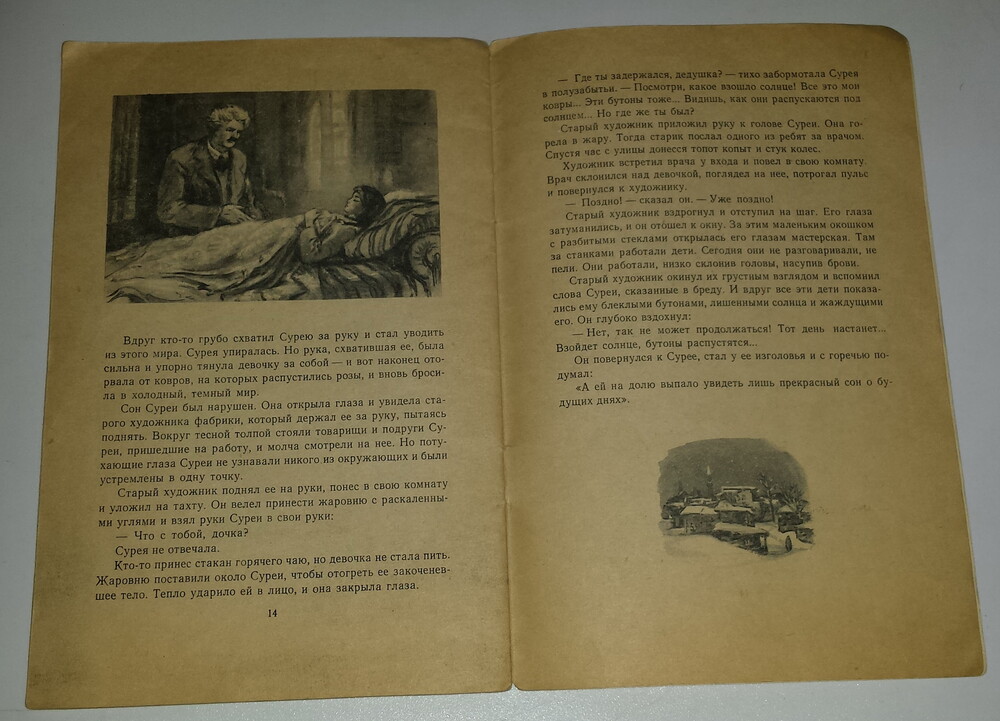 Вдруг кто-то грубо схватил Сурею за руку и стал уводить
из этого мира. Сурея упиралась. Но рука, схватившая ее, была
сильна и упорно тянула девочку за собой — и вот наконец ото-
рвала от ковров, на которых распустились розы, и вновь броси-
ла в холодный, темный мир.
Сон Суреи был нарушен. Она открыла глаза и увидела ста-
рого художника фабрики, который держал ее за руку, пытаясь
поднять. Вокруг тесной толпой стояли товарищи и подруги Су-
реи, пришедшие на работу, и молча смотрели на нее. Но поту-
хающие глаза Суреи не узнавали никого из окружающих и были
устремлены в одну точку.
Старый художник поднял ее на руки, понес в свою комнату
и уложил на тахту. Он велел принести жаровню с раскаленны-
ми углями и взял руки Суреи в свои руки:
— Что с тобой, дочка?
Сурея не отвечала.
Кто-то принес стакан горячего чаю, но девочка не стала пить.
Жаровню поставили около Суреи, чтобы отогреть ее закоченев-
шее тело. Тепло ударило ей в лицо, и она закрыла глаза.
14
— Где ты задержался, дедушка? — тихо забормотала Сурея
в полузабытьи. — Посмотри, какое взошло солнце! Все это мои
ковры... Эти бутоны тоже... Видишь, как они распускаются под
солнцем... Но где же ты был?
Старый художник приложил руку к голове Суреи. Она го-
рела в жару. Тогда старик послал одного из ребят за врачом.
Спустя час с улицы донесся топот копыт и стук колес.
Художник встретил врача у входа и повел в свою комнату.
Врач склонился над девочкой, поглядел на нее, потрогал пульс
и повернулся к художнику.
— Поздно! — сказал он. — Уже поздно!
Старый художник вздрогнул и отступил на шаг. Его глаза
затуманились, и он отошел к окну. За этим маленьким окошком
с разбитыми стеклами открылась его глазам мастерская. Там
за станками работали дети. Сегодня они не разговаривали, не
пели. Они работали, низко склонив головы, насупив брови.
Старый художник окинул их грустным взглядом и вспомнил
слова Суреи, сказанные в бреду. И вдруг все эти дети показа-
лись ему блеклыми бутонами, лишенными солнца и жаждущими
его. Он глубоко вздохнул:
— Нет, так не может продолжаться! Тот день настанет...
Взойдет солнце, бутоны распустятся...
Он повернулся к Сурее, стал у ее изголовья и с горечью по-
думал:
«А ей на долю выпало увидеть лишь прекрасный сон о бу-
дущих днях».